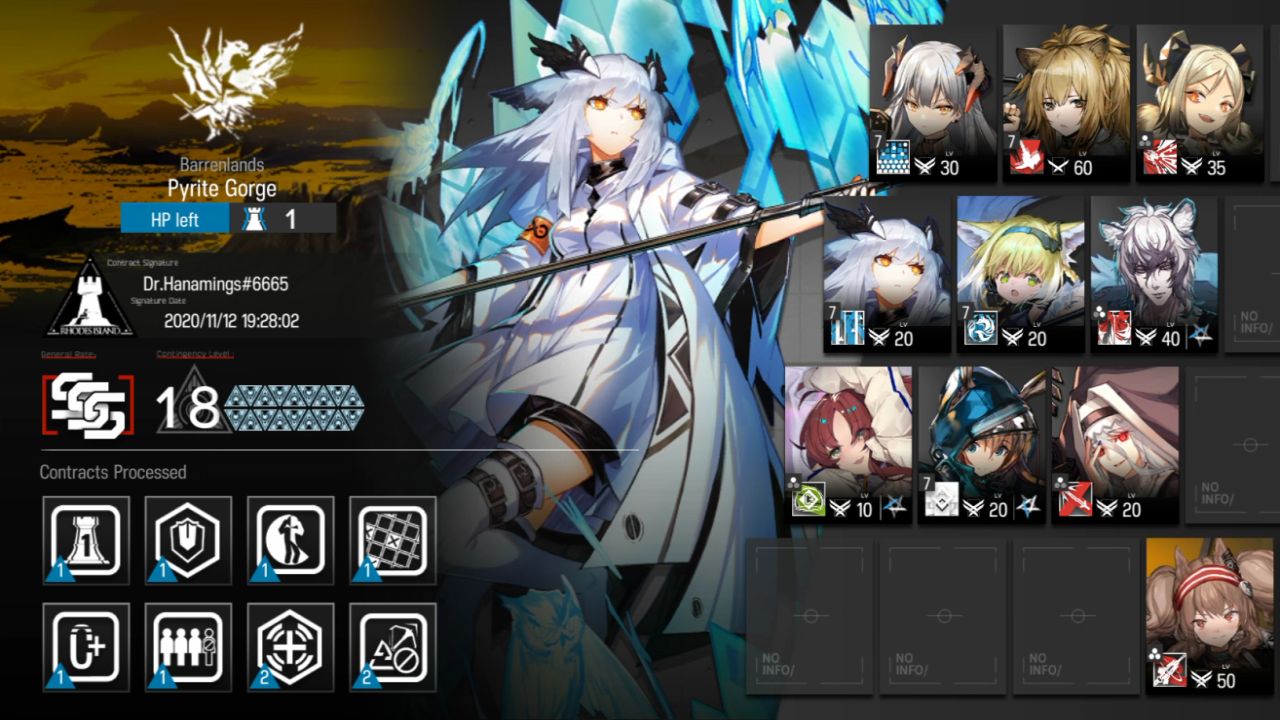 Barrenlands
Pyrite Gorge
HP left 1
Contract Signature
Dr.Hanamings#6665
Signature Date
2020/11/12 19:28:02
RHODES ISLAND
General Rate:
Contingency Level:
SSS
18
Contracts Processed
1
1
1
1
1
1
1
2
2
7 LV 30
7 LV 60
LV 35
7 LV 20
7 LV 20
LV 40
NO INFO/
LV 10
7 LV 20
LV 20
NO INFO/
NO INFO/
NO INFO/
NO INFO/
LV 50